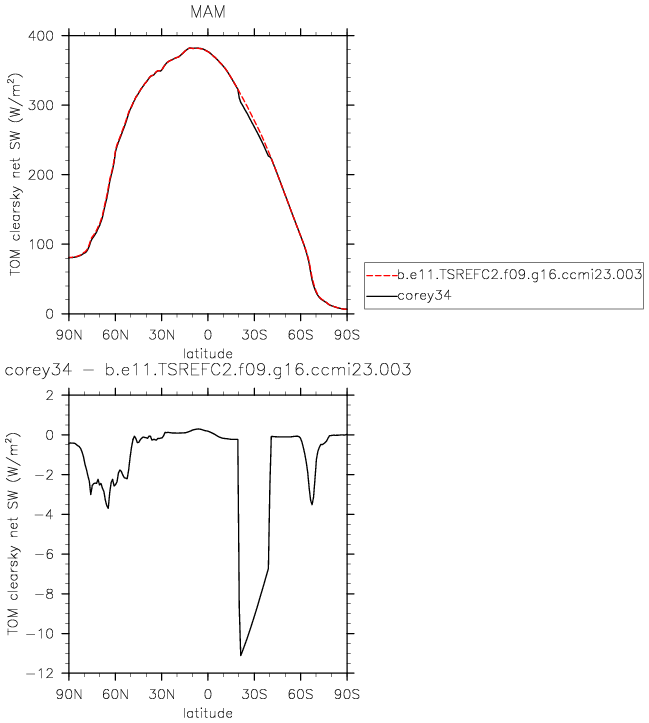 MAM
TOM clearsky net SW (W/m²)
400
300
200
100
0
90N 60N 30N 0 30S 60S 90S
latitude
b.e11.TSREFC2.f09.g16.ccmi23.003
corey34
corey34 − b.e11.TSREFC2.f09.g16.ccmi23.003
TOM clearsky net SW (W/m²)
2
0
−2
−4
−6
−8
−10
−12
90N 60N 30N 0 30S 60S 90S
latitude